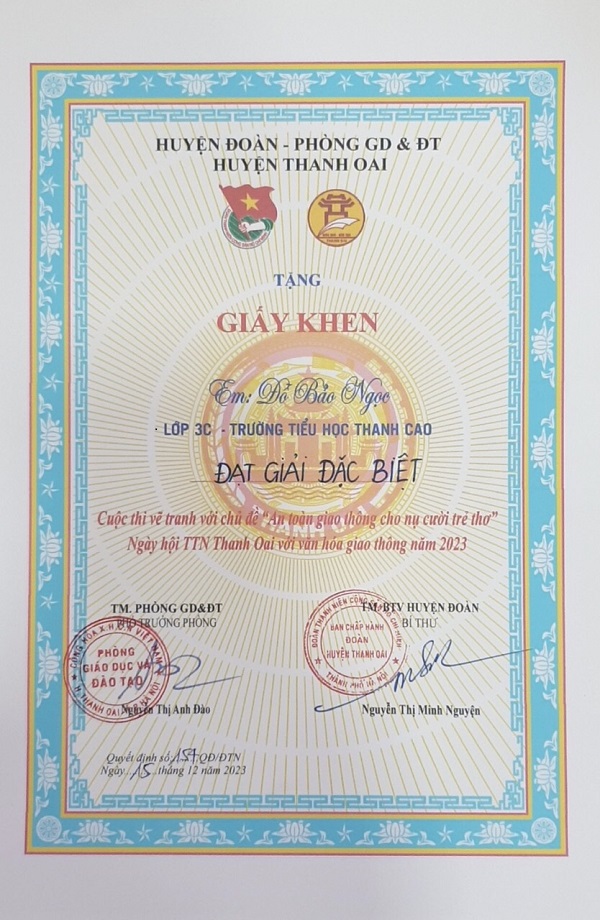 HUYỆN ĐOÀN - PHÒNG GD & ĐT
HUYỆN THANH OAI
TẶNG
GIẤY KHEN
Em: Đỗ Bảo Ngọc
LỚP 3C - TRƯỜNG TIỂU HỌC THANH CAO
ĐẠT GIẢI ĐẶC BIỆT
Cuộc thi vẽ tranh với chủ đề "An toàn giao thông cho nụ cười trẻ thơ"
Ngày hội TTN Thanh Oai với văn hóa giao thông năm 2023
TM. PHÒNG GD&ĐT
PHÓ TRƯỞNG PHÒNG
PHÒNG
GIÁO DỤC VÀ
ĐÀO TẠO
Nguyễn Thị Anh Đào
TM. BTV HUYỆN ĐOÀN
BÍ THƯ
BAN CHẤP HÀNH
ĐOÀN
HUYỆN THANH OAI
Nguyễn Thị Minh Nguyện
Quyết định số: 157 QĐ/ĐTN
Ngày 15 tháng 12 năm 2023